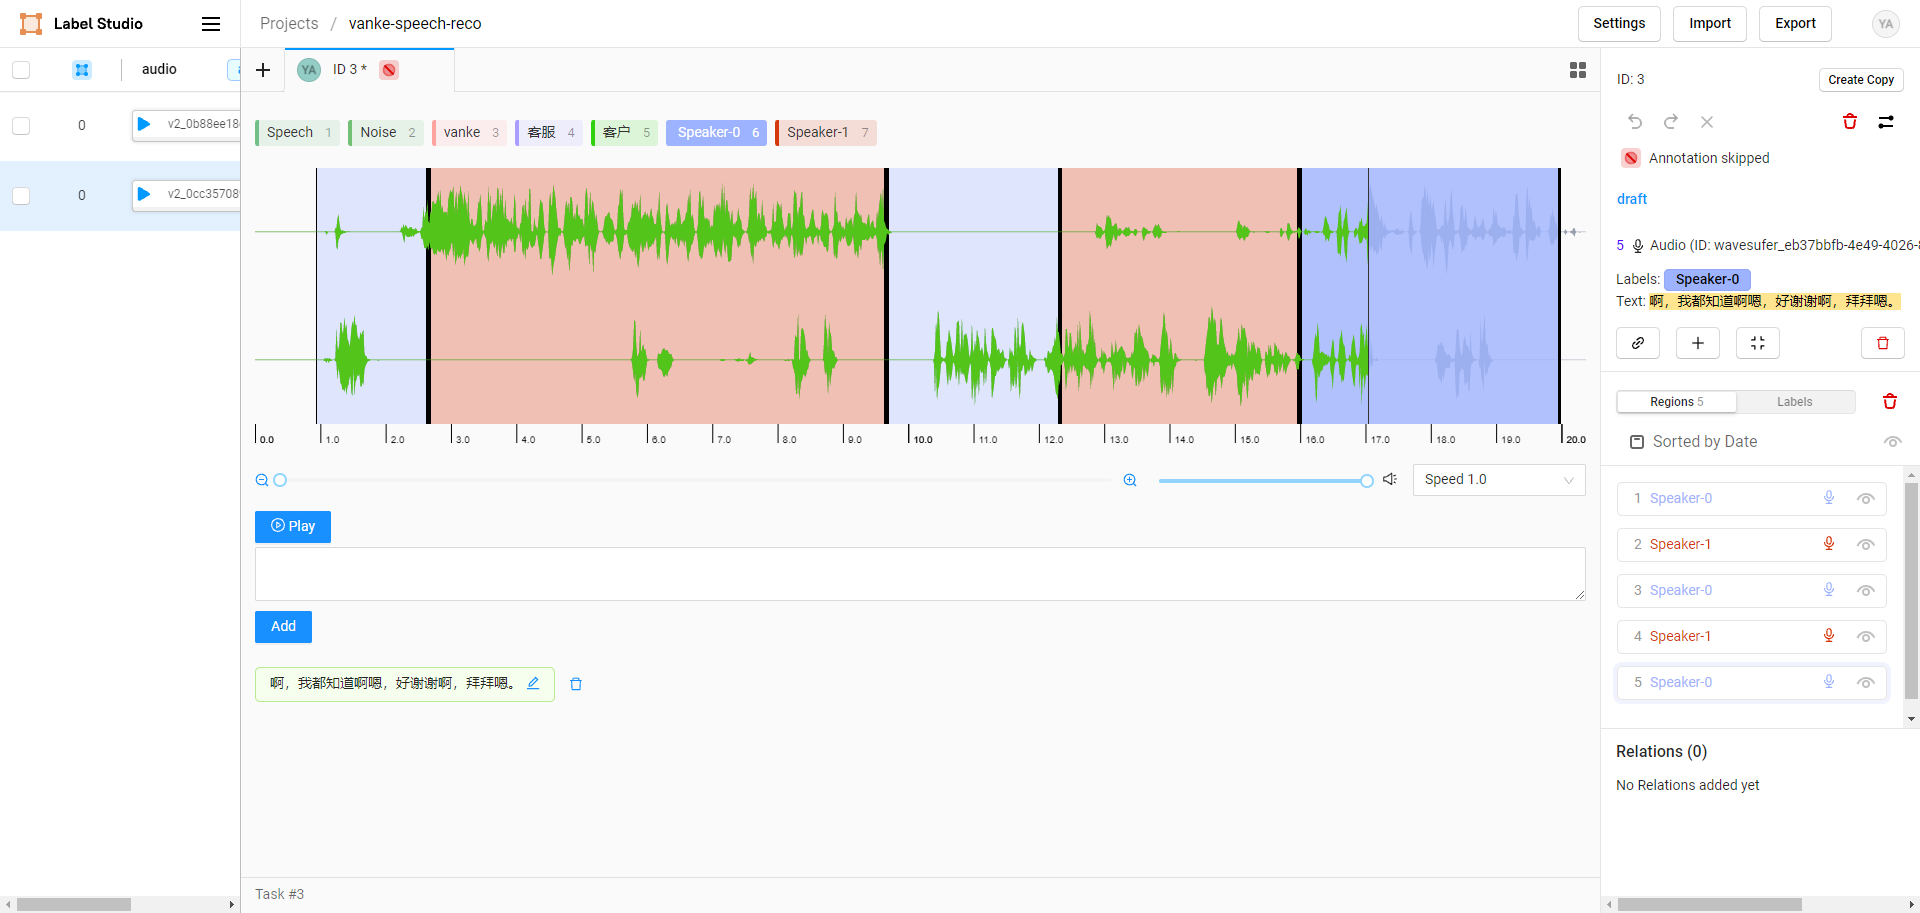 Label Studio
Projects / vanke-speech-reco
Settings
Import
Export
YA
audio
0
v2_0b88ee18
0
v2_0cc35708
YA ID 3 *
Speech 1
Noise 2
vanke 3
客服 4
客户 5
Speaker-0 6
Speaker-1 7
0.0 1.0 2.0 3.0 4.0 5.0 6.0 7.0 8.0 9.0 10.0 11.0 12.0 13.0 14.0 15.0 16.0 17.0 18.0 19.0 20.0
Speed 1.0
Play
Add
啊，我都知道啊嗯，好谢谢啊，拜拜嗯。
Task #3
ID: 3
Create Copy
Annotation skipped
draft
5 Audio (ID: wavesufer_eb37bbfb-4e49-4026-
Labels: Speaker-0
Text: 啊，我都知道啊嗯，好谢谢啊，拜拜嗯。
Regions 5
Labels
Sorted by Date
1 Speaker-0
2 Speaker-1
3 Speaker-0
4 Speaker-1
5 Speaker-0
Relations (0)
No Relations added yet